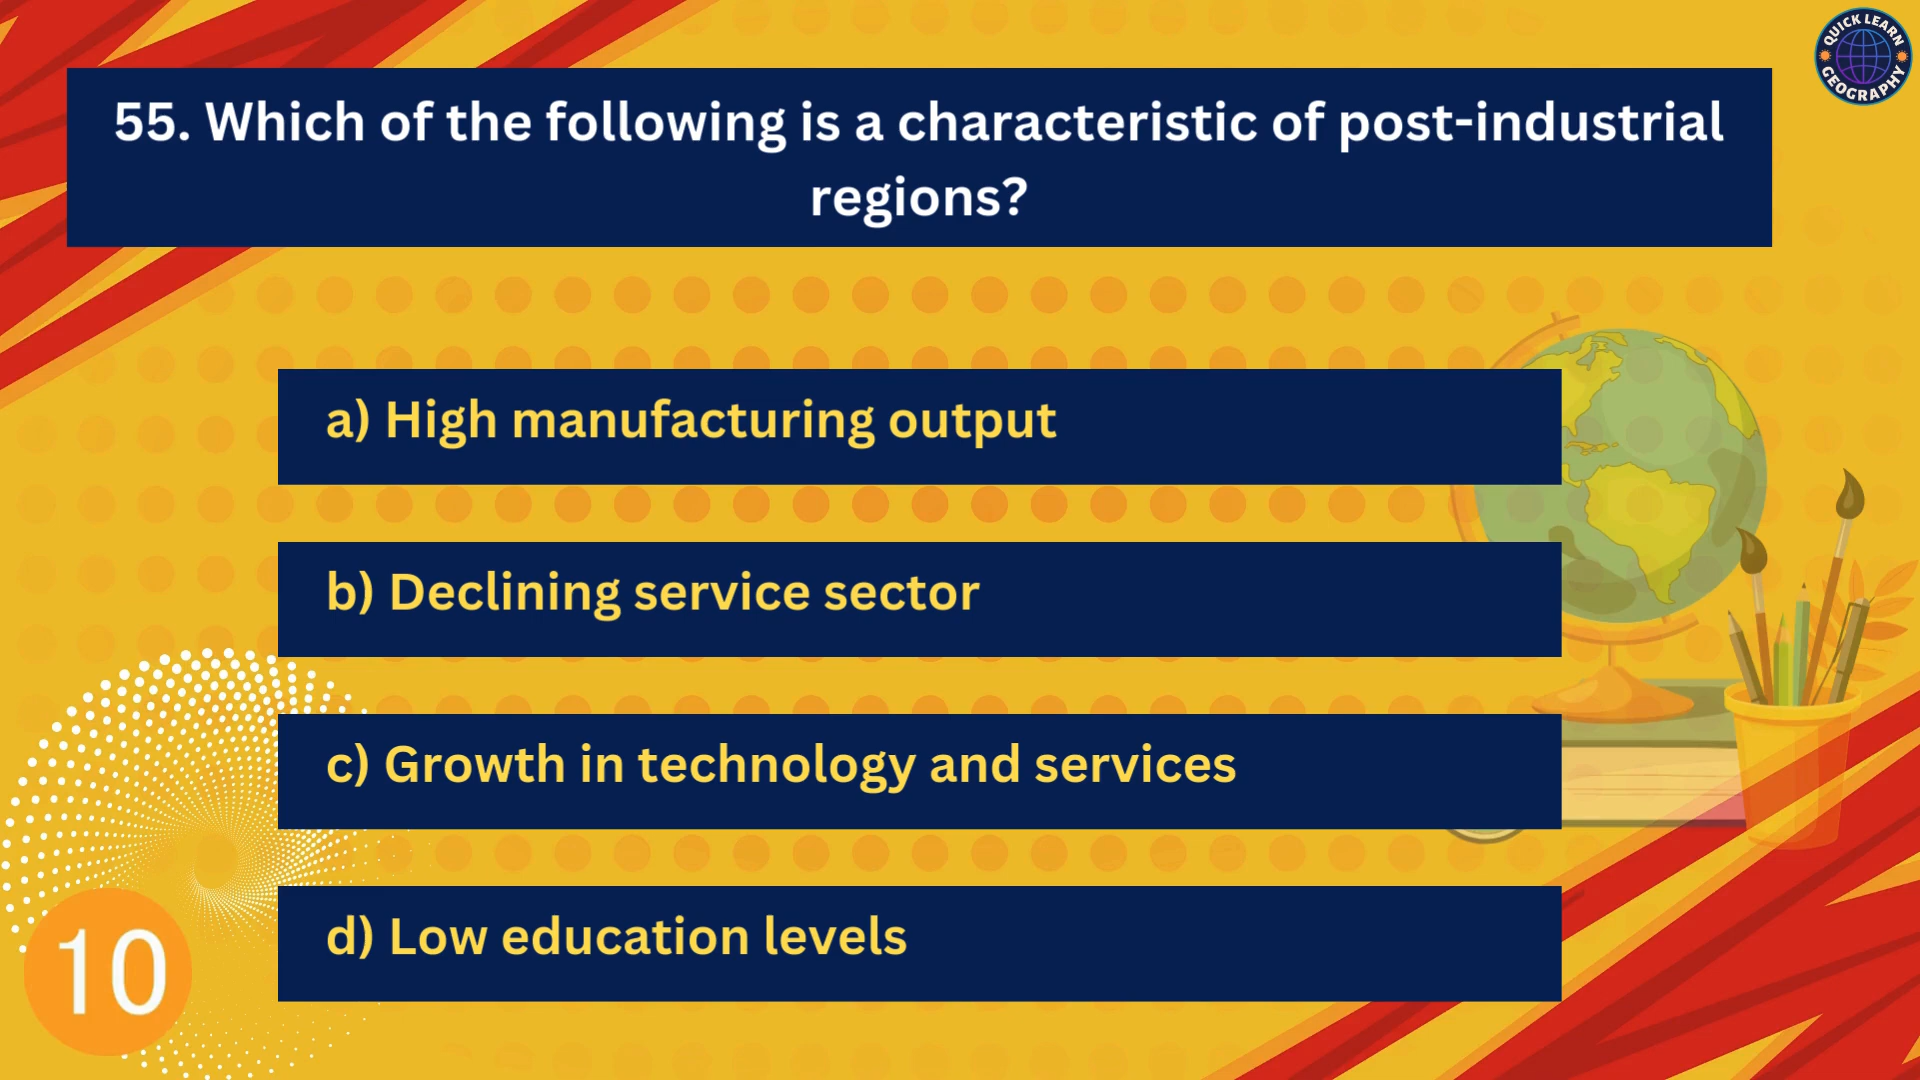 QUICK LEARN
GEOGRAPHY
55. Which of the following is a characteristic of post-industrial
regions?
a) High manufacturing output
b) Declining service sector
c) Growth in technology and services
d) Low education levels
10